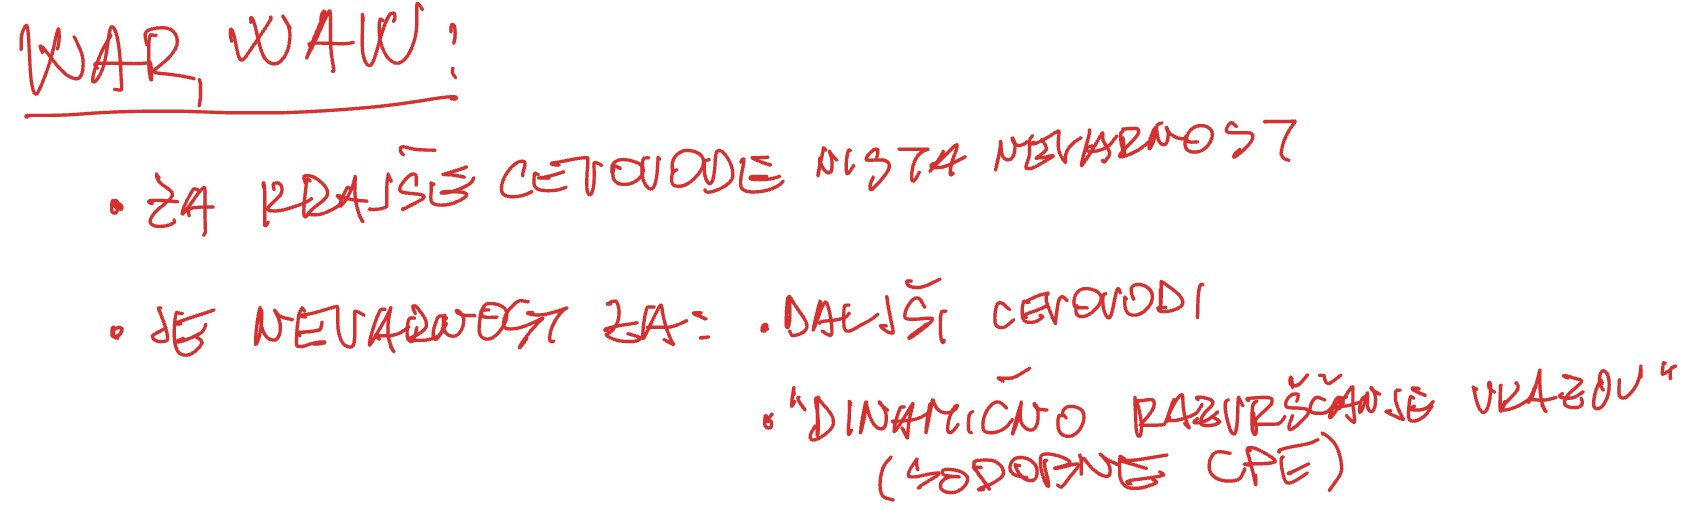 WAR, WAW:
• ZA KRAJŠE CEVOVODE NISTA NEVARNOST
• JE NEVARNOST ZA: • DALJŠI CEVOVODI
• "DINAMIČNO RAZVRŠČANJE UKAZOV"
(SODOBNE CPE)